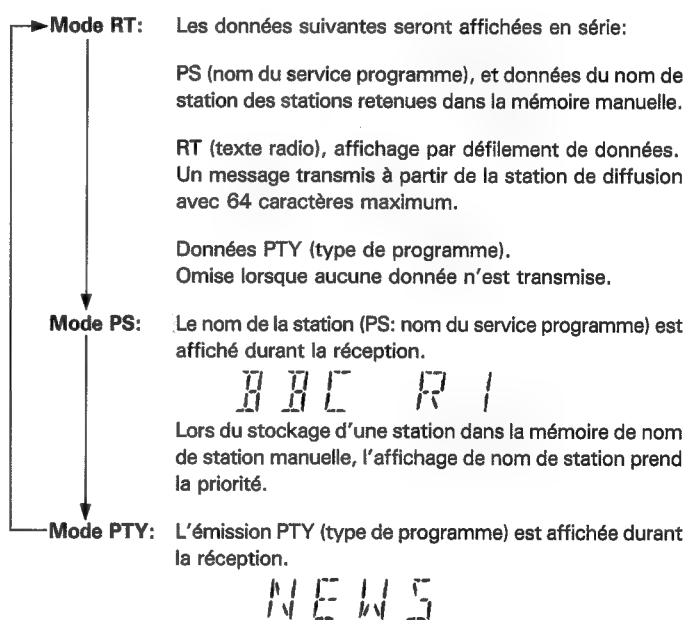 Mode RT: Les données suivantes seront affichées en série:
PS (nom du service programme), et données du nom de
station des stations retenues dans la mémoire manuelle.
RT (texte radio), affichage par défilement de données.
Un message transmis à partir de la station de diffusion
avec 64 caractères maximum.
Données PTY (type de programme).
Omise lorsque aucune donnée n'est transmise.
Mode PS: Le nom de la station (PS: nom du service programme) est
affiché durant la réception.
BBC R1
Lors du stockage d'une station dans la mémoire de nom
de station manuelle, l'affichage de nom de station prend
la priorité.
Mode PTY: L'émission PTY (type de programme) est affichée durant
la réception.
NEWS